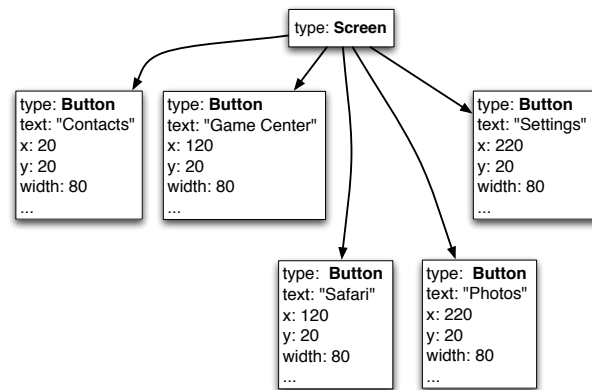 type: Screen
type: Button
text: "Contacts"
x: 20
y: 20
width: 80
...
type: Button
text: "Game Center"
x: 120
y: 20
width: 80
...
type: Button
text: "Settings"
x: 220
y: 20
width: 80
...
type: Button
text: "Safari"
x: 120
y: 20
width: 80
...
type: Button
text: "Photos"
x: 220
y: 20
width: 80
...